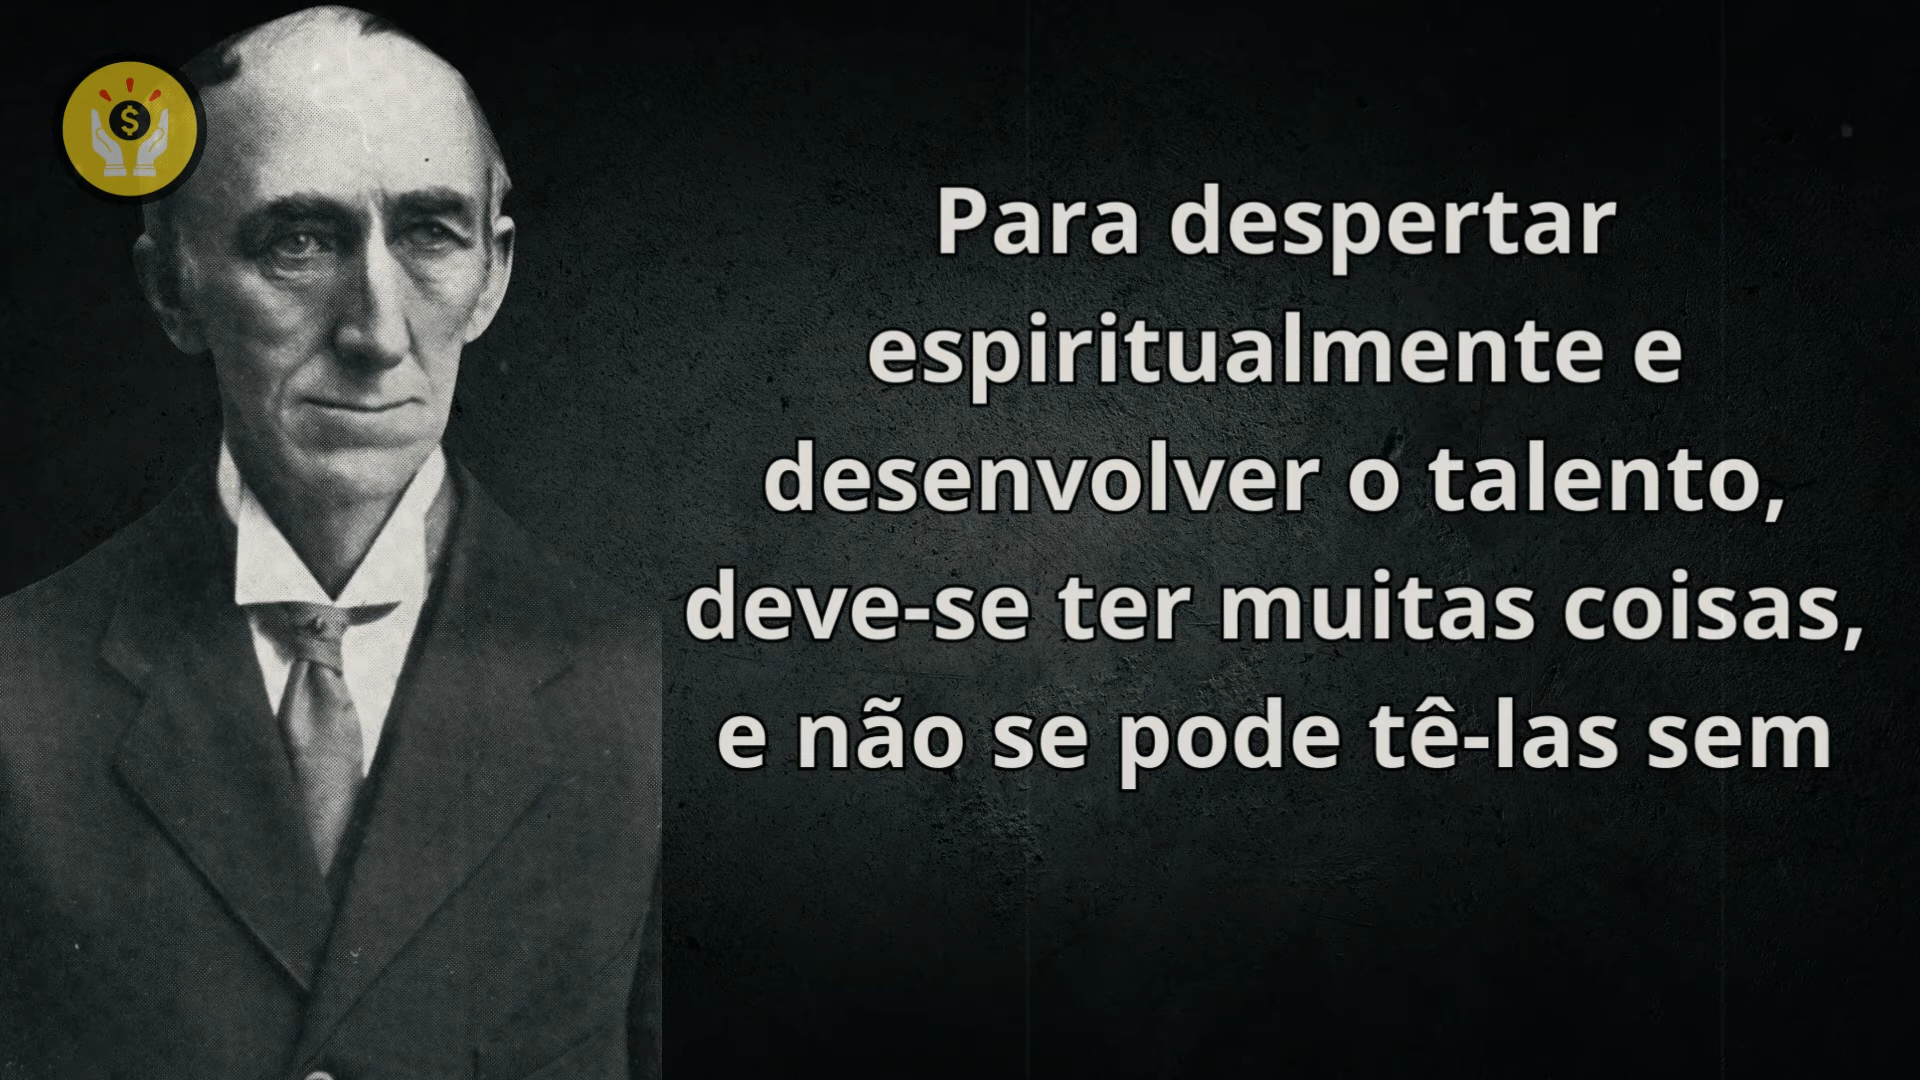 $
Para despertar
espiritualmente e
desenvolver o talento,
deve-se ter muitas coisas,
e não se pode tê-las sem